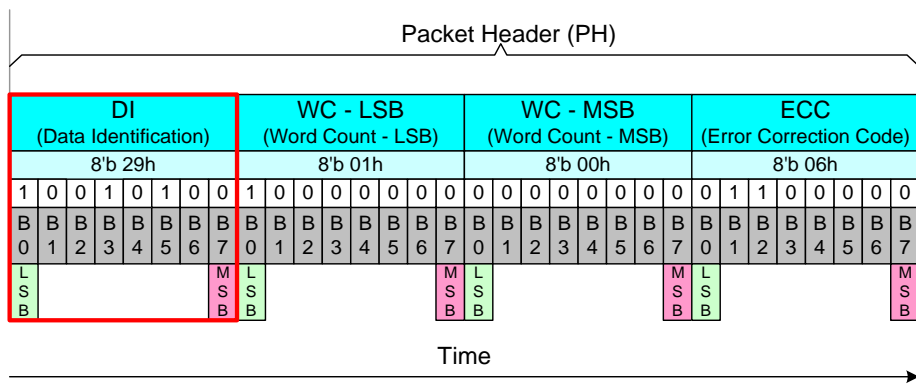 Packet Header (PH)
DI WC - LSB WC - MSB ECC
(Data Identification) (Word Count - LSB) (Word Count - MSB) (Error Correction Code)
8'b 29h 8'b 01h 8'b 00h 8'b 06h
1 0 0 1 0 1 0 0 1 0 0 0 0 0 0 0 0 0 0 0 0 0 0 0 0 1 1 0 0 0 0 0
B B B B B B B B B B B B B B B B B B B B B B B B B B B B B B B B
0 1 2 3 4 5 6 7 0 1 2 3 4 5 6 7 0 1 2 3 4 5 6 7 0 1 2 3 4 5 6 7
L M L M L M L M
S S S S S S S S
B B B B B B B B
Time